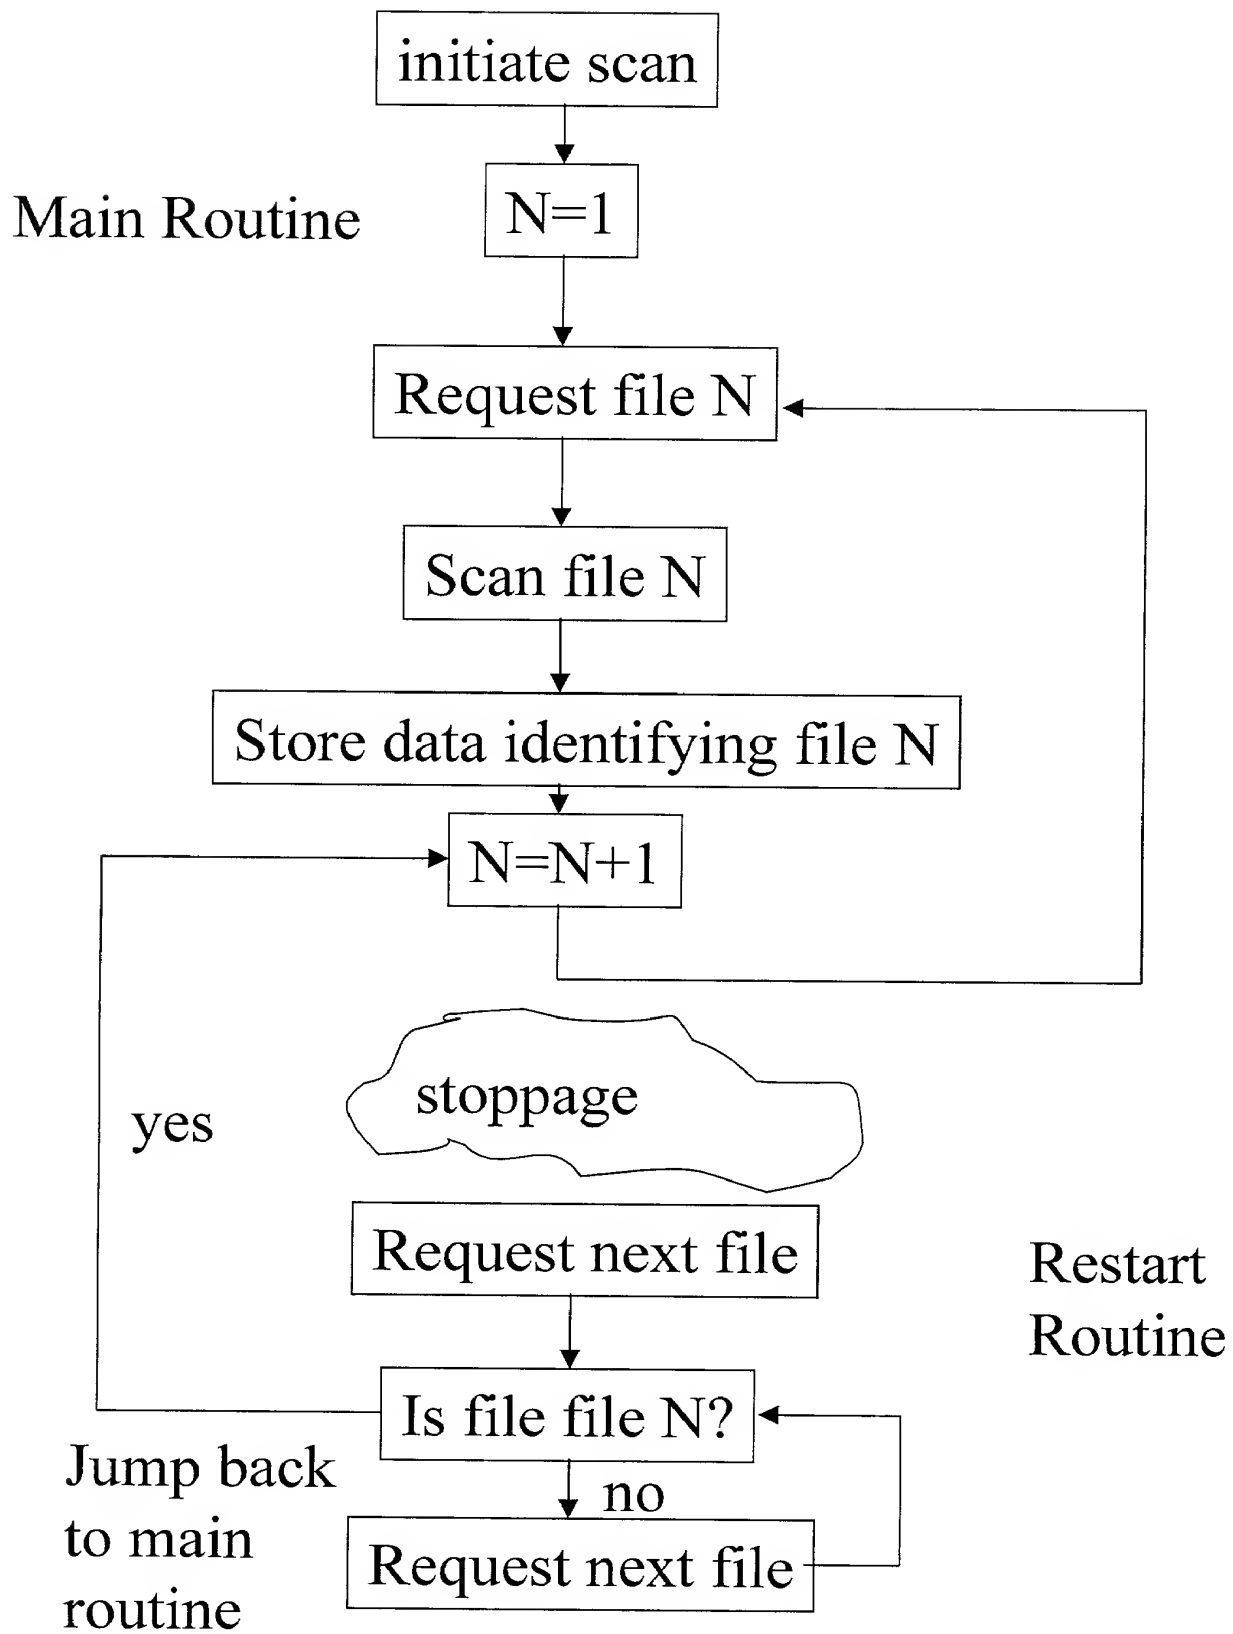 initiate scan
Main Routine
N=1
Request file N
Scan file N
Store data identifying file N
N=N+1
stoppage
yes
Request next file
Restart
Routine
Is file file N?
Jump back
to main
routine
no
Request next file